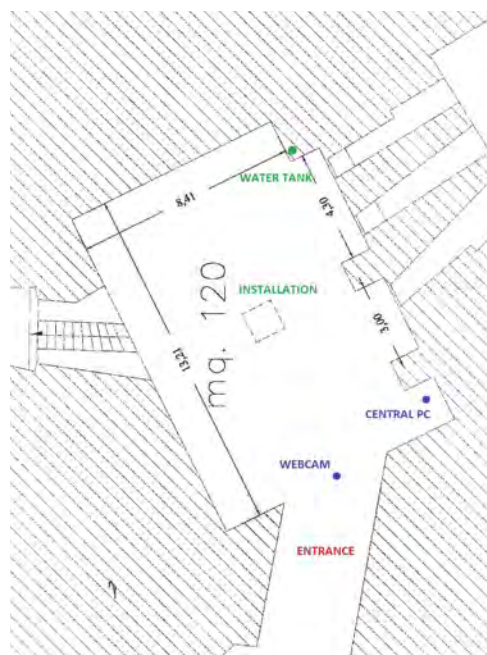 WATER TANK
8,41
4,30
INSTALLATION
mq. 120
3,00
13,21
CENTRAL PC
WEBCAM
ENTRANCE